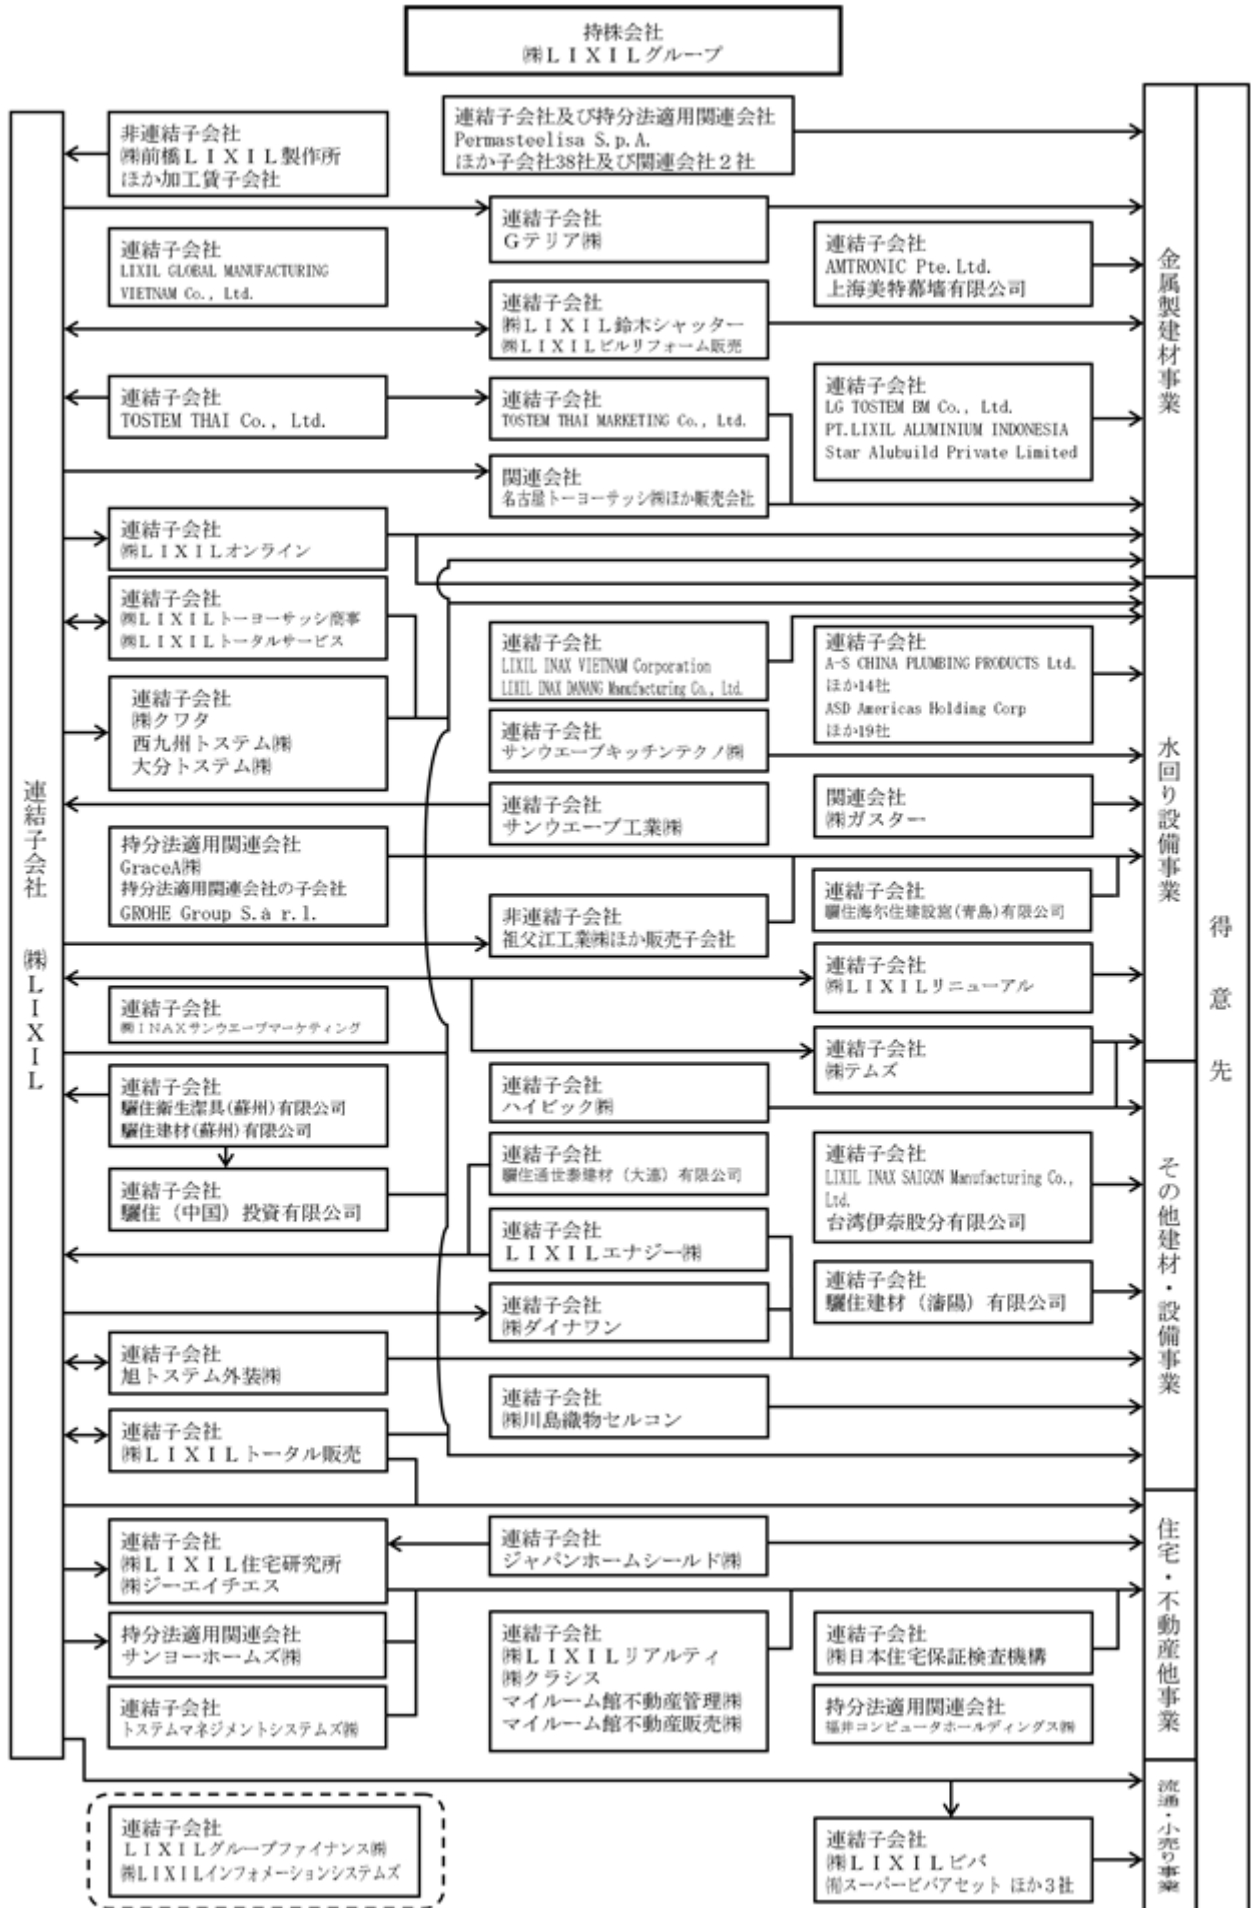 持株会社
㈱ＬＩＸＩＬグループ
連結子会社　㈱ＬＩＸＩＬ
非連結子会社
㈱前橋ＬＩＸＩＬ製作所
ほか加工賃子会社
連結子会社及び持分法適用関連会社
Permasteelisa S.p.A.
ほか子会社38社及び関連会社２社
連結子会社
Ｇテリア㈱
連結子会社
LIXIL GLOBAL MANUFACTURING
VIETNAM Co., Ltd.
連結子会社
AMTRONIC Pte.Ltd.
上海美特幕墙有限公司
連結子会社
㈱ＬＩＸＩＬ鈴木シャッター
㈱ＬＩＸＩＬビルリフォーム販売
連結子会社
TOSTEM THAI Co., Ltd.
連結子会社
TOSTEM THAI MARKETING Co., Ltd.
連結子会社
LG TOSTEM BM Co., Ltd.
PT.LIXIL ALUMINIUM INDONESIA
Star Alubuild Private Limited
関連会社
名古屋トーヨーサッシ㈱ほか販売会社
金属製建材事業
連結子会社
㈱ＬＩＸＩＬオンライン
連結子会社
㈱ＬＩＸＩＬトーヨーサッシ商事
㈱ＬＩＸＩＬトータルサービス
連結子会社
㈱クワタ
西九州トステム㈱
大分トステム㈱
連結子会社
LIXIL INAX VIETNAM Corporation
LIXIL INAX DANANG Manufacturing Co., Ltd.
連結子会社
A-S CHINA PLUMBING PRODUCTS Ltd.
ほか14社
ASD Americas Holding Corp
ほか19社
連結子会社
サンウエーブキッチンテクノ㈱
連結子会社
サンウエーブ工業㈱
関連会社
㈱ガスター
持分法適用関連会社
GraceA㈱
持分法適用関連会社の子会社
GROHE Group S.à r.l.
連結子会社
驪住海尔住建設施(青島)有限公司
非連結子会社
祖父江工業㈱ほか販売子会社
連結子会社
㈱ＬＩＸＩＬリニューアル
水回り設備事業
連結子会社
㈱ＩＮＡＸサンウエーブマーケティング
連結子会社
㈱テムズ
連結子会社
驪住衛生潔具(蘇州)有限公司
驪住建材(蘇州)有限公司
連結子会社
ハイビック㈱
連結子会社
驪住通世泰建材（大連）有限公司
連結子会社
LIXIL INAX SAIGON Manufacturing Co.,
Ltd.
台湾伊奈股分有限公司
連結子会社
驪住（中国）投資有限公司
連結子会社
ＬＩＸＩＬエナジー㈱
連結子会社
驪住建材（瀋陽）有限公司
連結子会社
㈱ダイナワン
連結子会社
旭トステム外装㈱
連結子会社
㈱川島織物セルコン
連結子会社
㈱ＬＩＸＩＬトータル販売
その他建材・設備事業
連結子会社
㈱ＬＩＸＩＬ住宅研究所
㈱ジーエイチエス
連結子会社
ジャパンホームシールド㈱
持分法適用関連会社
サンヨーホームズ㈱
連結子会社
㈱ＬＩＸＩＬリアルティ
㈱クラシス
マイルーム館不動産管理㈱
マイルーム館不動産販売㈱
連結子会社
㈱日本住宅保証検査機構
連結子会社
トステムマネジメントシステムズ㈱
持分法適用関連会社
福井コンピュータホールディングス㈱
住宅・不動産他事業
連結子会社
ＬＩＸＩＬグループファイナンス㈱
㈱ＬＩＸＩＬインフォメーションシステムズ
連結子会社
㈱ＬＩＸＩＬビバ
㈲スーパービバアセット ほか３社
流通・小売り事業
得意先